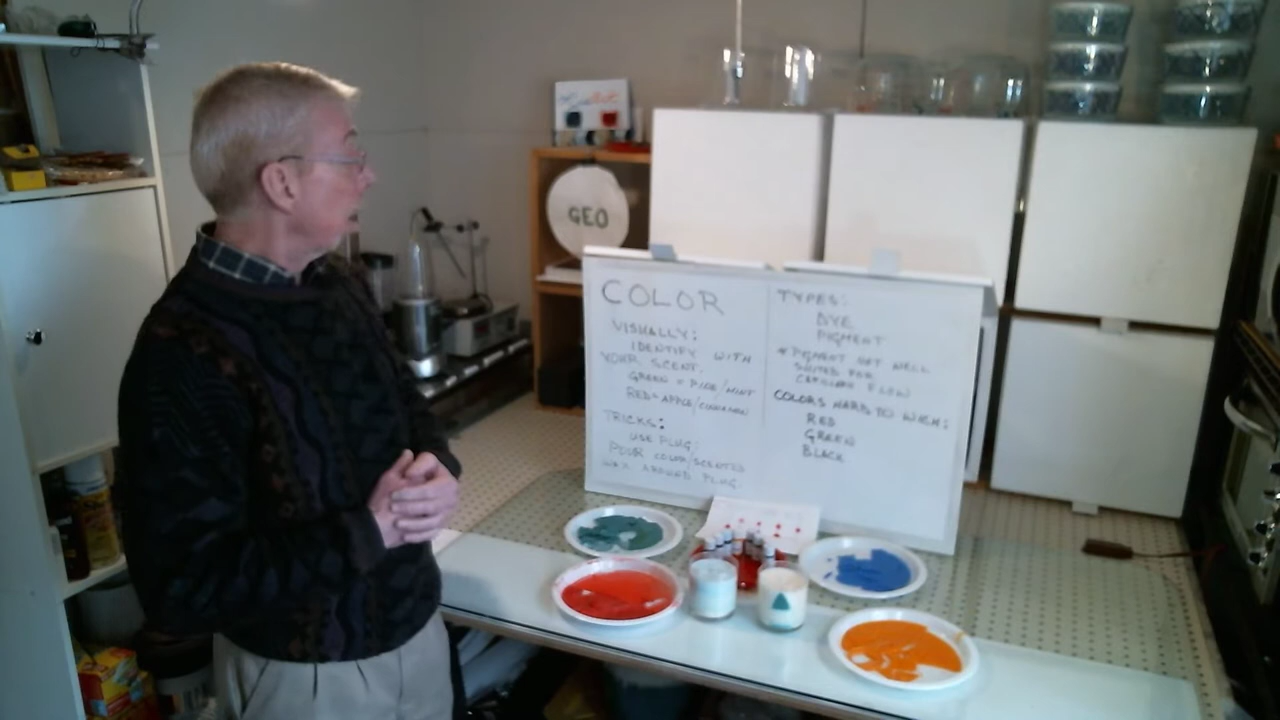 GEO
COLOR
VISUALLY:
IDENTIFY WITH
YOUR SCENT.
GREEN = PINE/MINT
RED=APPLE/CINNAMON
TRICKS:
USE PLUG:
POUR COLOR/SCENTED
WAX AROUND PLUG.
TYPES:
DYE
PIGMENT
*PIGMENT NOT WELL
SUITED FOR
CAPILLARY FLOW
COLORS HARD TO WICK:
RED
GREEN
BLACK